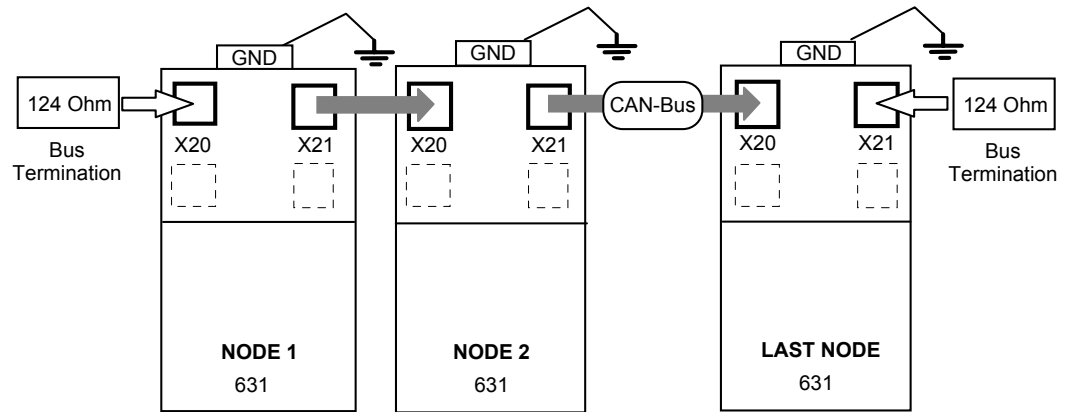 GND
GND
GND
124 Ohm
CAN-Bus
124 Ohm
X20
X21
X20
X21
X20
X21
Bus
Termination
Bus
Termination
NODE 1
NODE 2
LAST NODE
631
631
631